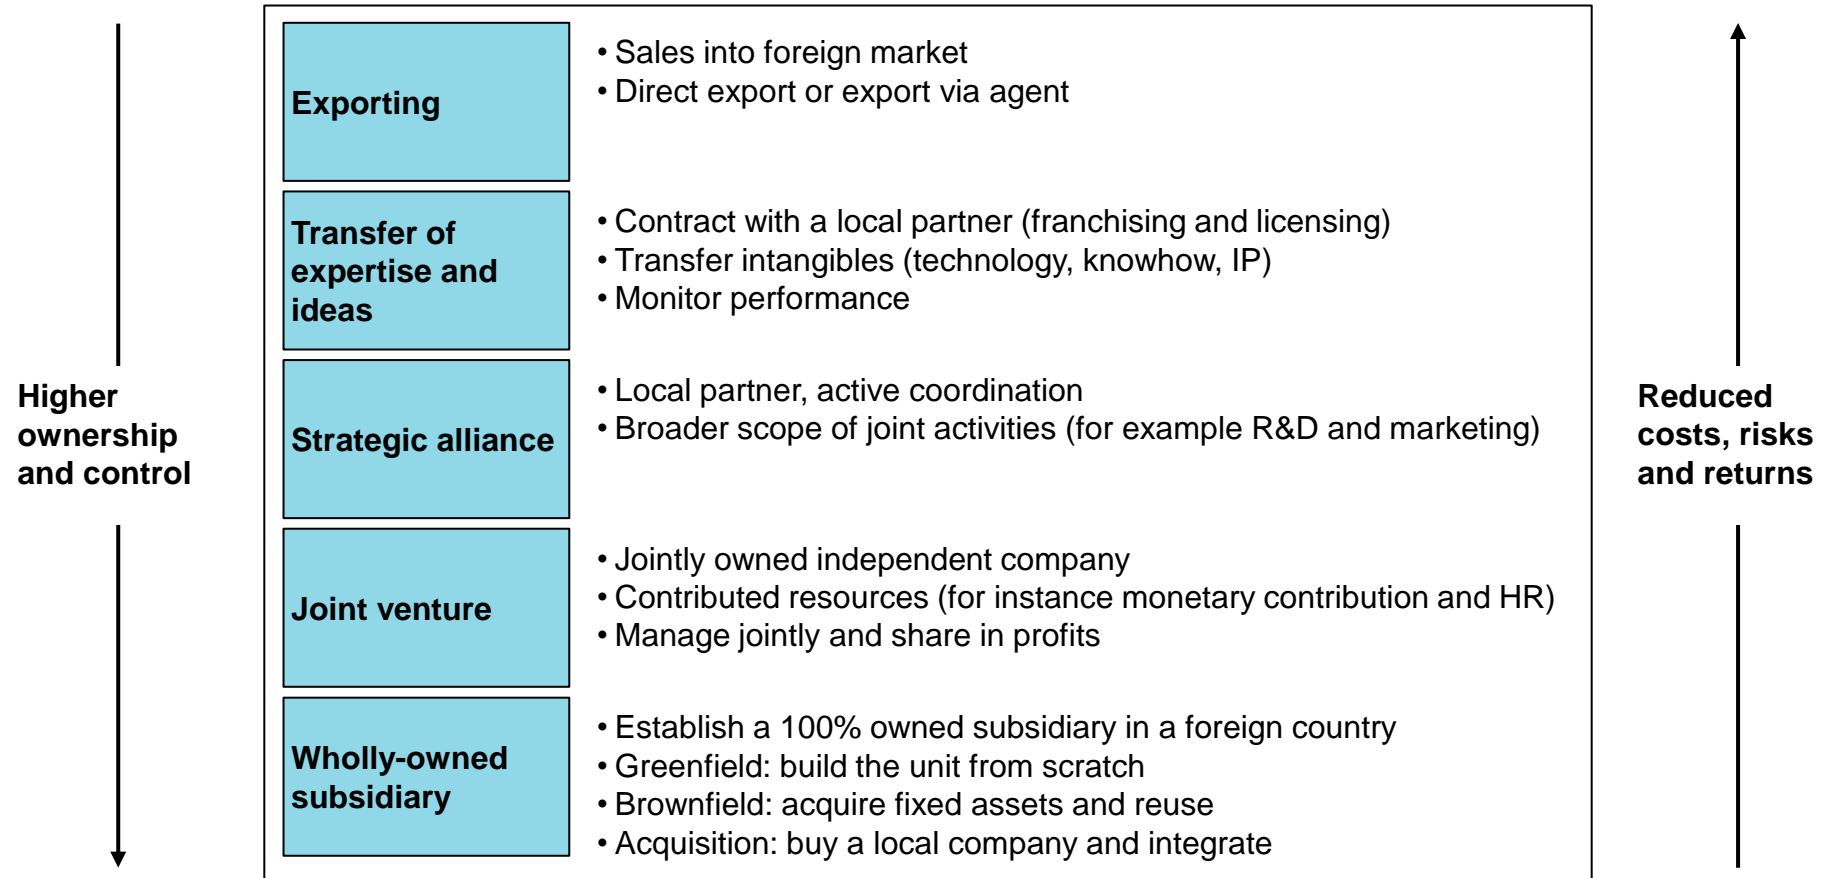 Higher
ownership
and control
Exporting
• Sales into foreign market
• Direct export or export via agent
Transfer of
expertise and
ideas
• Contract with a local partner (franchising and licensing)
• Transfer intangibles (technology, knowhow, IP)
• Monitor performance
Strategic alliance
• Local partner, active coordination
• Broader scope of joint activities (for example R&D and marketing)
Joint venture
• Jointly owned independent company
• Contributed resources (for instance monetary contribution and HR)
• Manage jointly and share in profits
Wholly-owned
subsidiary
• Establish a 100% owned subsidiary in a foreign country
• Greenfield: build the unit from scratch
• Brownfield: acquire fixed assets and reuse
• Acquisition: buy a local company and integrate
Reduced
costs, risks
and returns